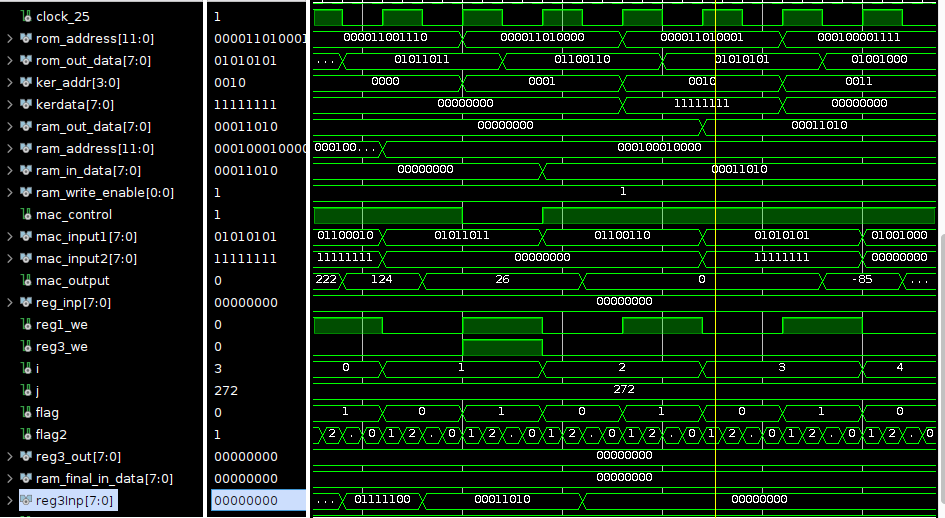 clock_25 1
rom_address[11:0] 000011010001 000011001110 000011010000 000011010001 000100001111
rom_out_data[7:0] 01010101 ... 01011011 01100110 01010101 01001000
ker_addr[3:0] 0010 0000 0001 0010 0011
kerdata[7:0] 11111111 00000000 11111111 00000000
ram_out_data[7:0] 00011010 00000000 00011010
ram_address[11:0] 000100010000 000100... 000100010000
ram_in_data[7:0] 00011010 00000000 00011010
ram_write_enable[0:0] 1 1
mac_control 1
mac_input1[7:0] 01010101 01100010 01011011 01100110 01010101 01001000
mac_input2[7:0] 11111111 11111111 00000000 11111111 00000000
mac_output 0 222 124 26 0 -85 ...
reg_inp[7:0] 00000000 00000000
reg1_we 0
reg3_we 0
i 3 0 1 2 3 4
j 272 272
flag 0 1 0 1 0 1 0 1 0
flag2 1 2 . 0 1 2 . 0 1 2 . 0 1 2 . 0 1 2 . 0 1 2 . 0 1 2 . 0 1 2 . 0
reg3_out[7:0] 00000000 00000000
ram_final_in_data[7:0] 00000000 00000000
reg3Inp[7:0] 00000000 ... 01111100 00011010 00000000